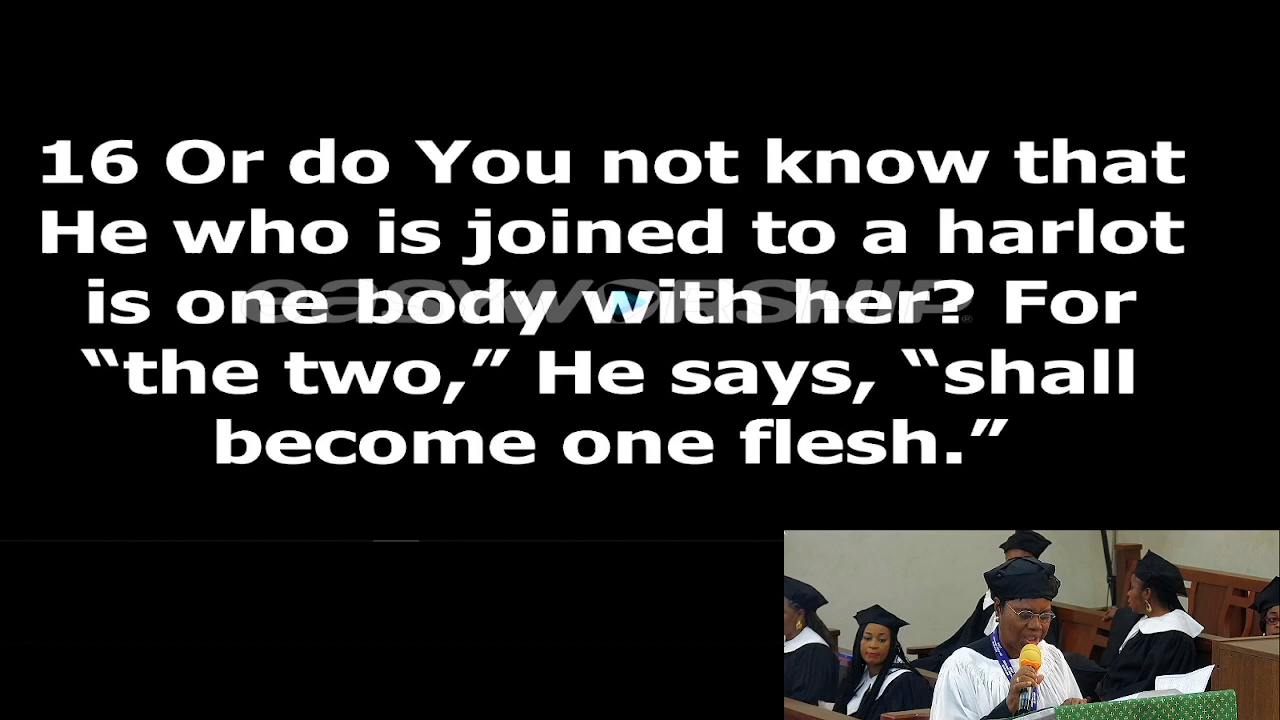 16 Or do You not know that
He who is joined to a harlot
is one body with her? For
“the two,” He says, “shall
become one flesh.”
easyworship®